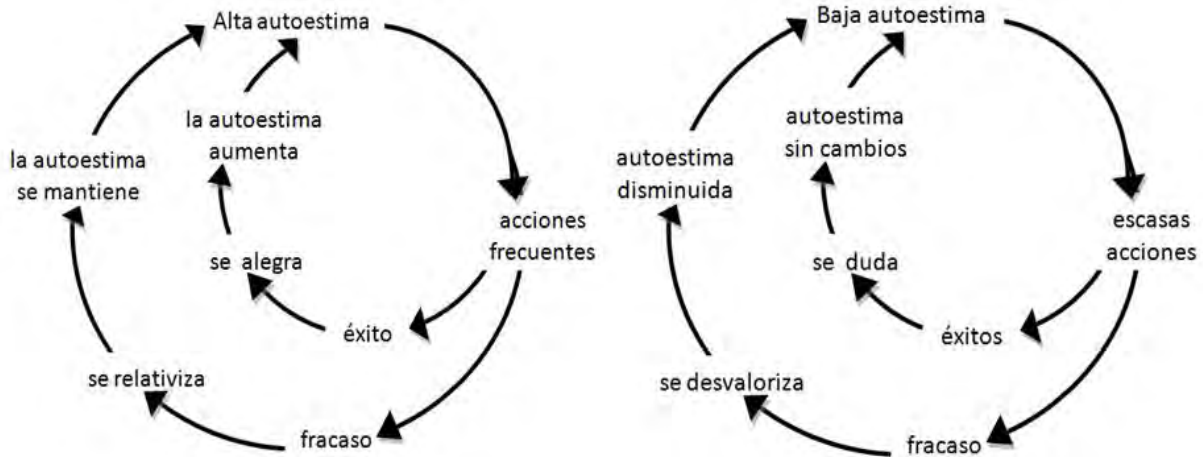 Alta autoestima
la autoestima
aumenta
la autoestima
se mantiene
acciones
frecuentes
se alegra
éxito
se relativiza
fracaso
Baja autoestima
autoestima
sin cambios
autoestima
disminuida
escasas
acciones
se duda
éxitos
se desvaloriza
fracaso